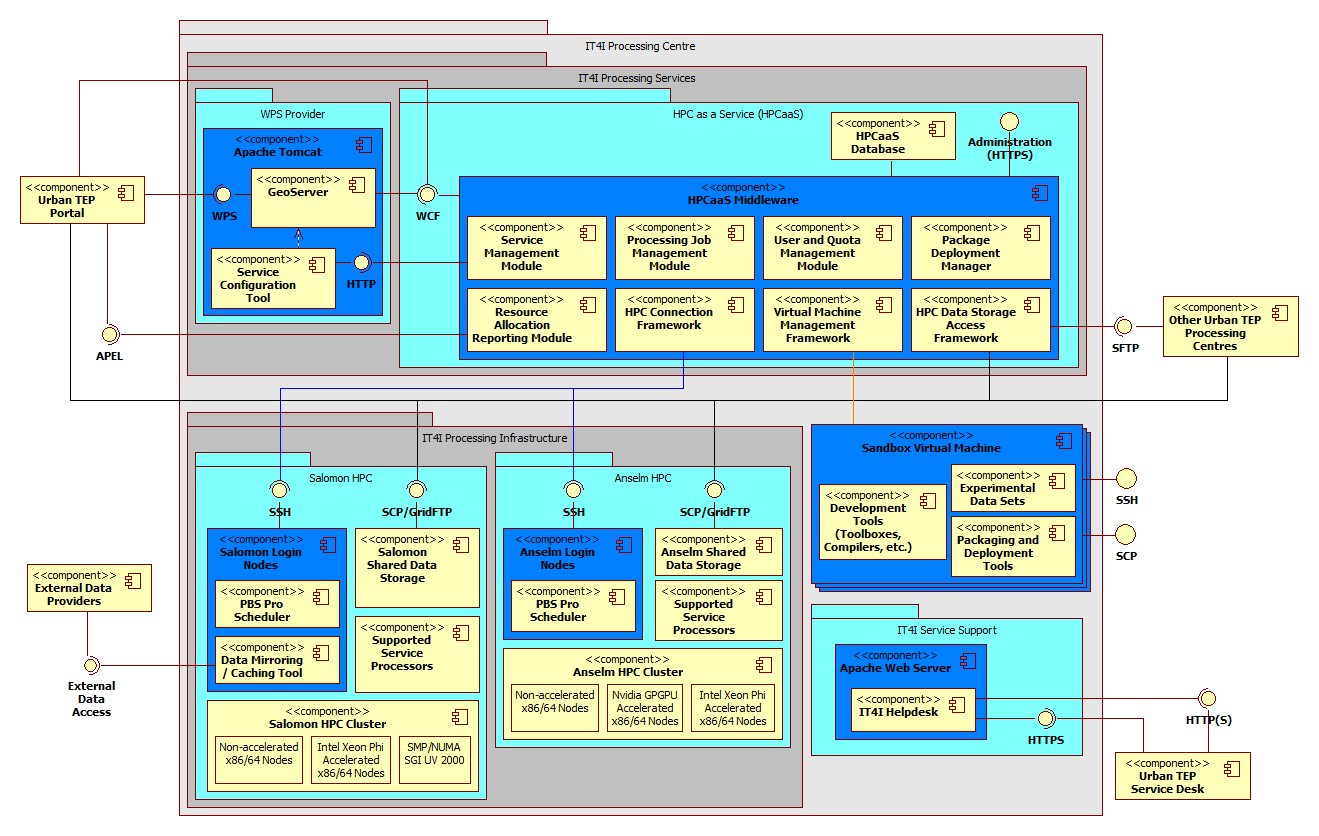 IT4I Processing Centre
IT4I Processing Services
WPS Provider
<<component>>
Apache Tomcat
<<component>>
GeoServer
<<component>>
Service
Configuration
Tool
<<component>>
Urban TEP
Portal
WPS
WCF
HTTP
APEL
HPC as a Service (HPCaaS)
<<component>>
HPCaaS
Database
Administration
(HTTPS)
<<component>>
HPCaaS Middleware
<<component>>
Service
Management
Module
<<component>>
Processing Job
Management
Module
<<component>>
User and Quota
Management
Module
<<component>>
Package
Deployment
Manager
<<component>>
Resource
Allocation
Reporting Module
<<component>>
HPC Connection
Framework
<<component>>
Virtual Machine
Management
Framework
<<component>>
HPC Data Storage
Access
Framework
SFTP
<<component>>
Other Urban TEP
Processing
Centres
IT4I Processing Infrastructure
Salomon HPC
SSH
SCP/GridFTP
<<component>>
Salomon Login
Nodes
<<component>>
PBS Pro
Scheduler
<<component>>
Data Mirroring
/ Caching Tool
<<component>>
Salomon
Shared Data
Storage
<<component>>
Supported
Service
Processors
<<component>>
Salomon HPC Cluster
Non-accelerated
x86/64 Nodes
Intel Xeon Phi
Accelerated
x86/64 Nodes
SMP/NUMA
SGI UV 2000
<<component>>
External Data
Providers
External
Data
Access
Anselm HPC
SSH
SCP/GridFTP
<<component>>
Anselm Login
Nodes
<<component>>
PBS Pro
Scheduler
<<component>>
Anselm Shared
Data Storage
<<component>>
Supported
Service
Processors
<<component>>
Anselm HPC Cluster
Non-accelerated
x86/64 Nodes
Nvidia GPGPU
Accelerated
x86/64 Nodes
Intel Xeon Phi
Accelerated
x86/64 Nodes
<<component>>
Sandbox Virtual Machine
<<component>>
Development
Tools
(Toolboxes,
Compilers, etc.)
<<component>>
Experimental
Data Sets
<<component>>
Packaging and
Deployment
Tools
SSH
SCP
IT4I Service Support
<<component>>
Apache Web Server
<<component>>
IT4I Helpdesk
HTTPS
HTTP(S)
<<component>>
Urban TEP
Service Desk